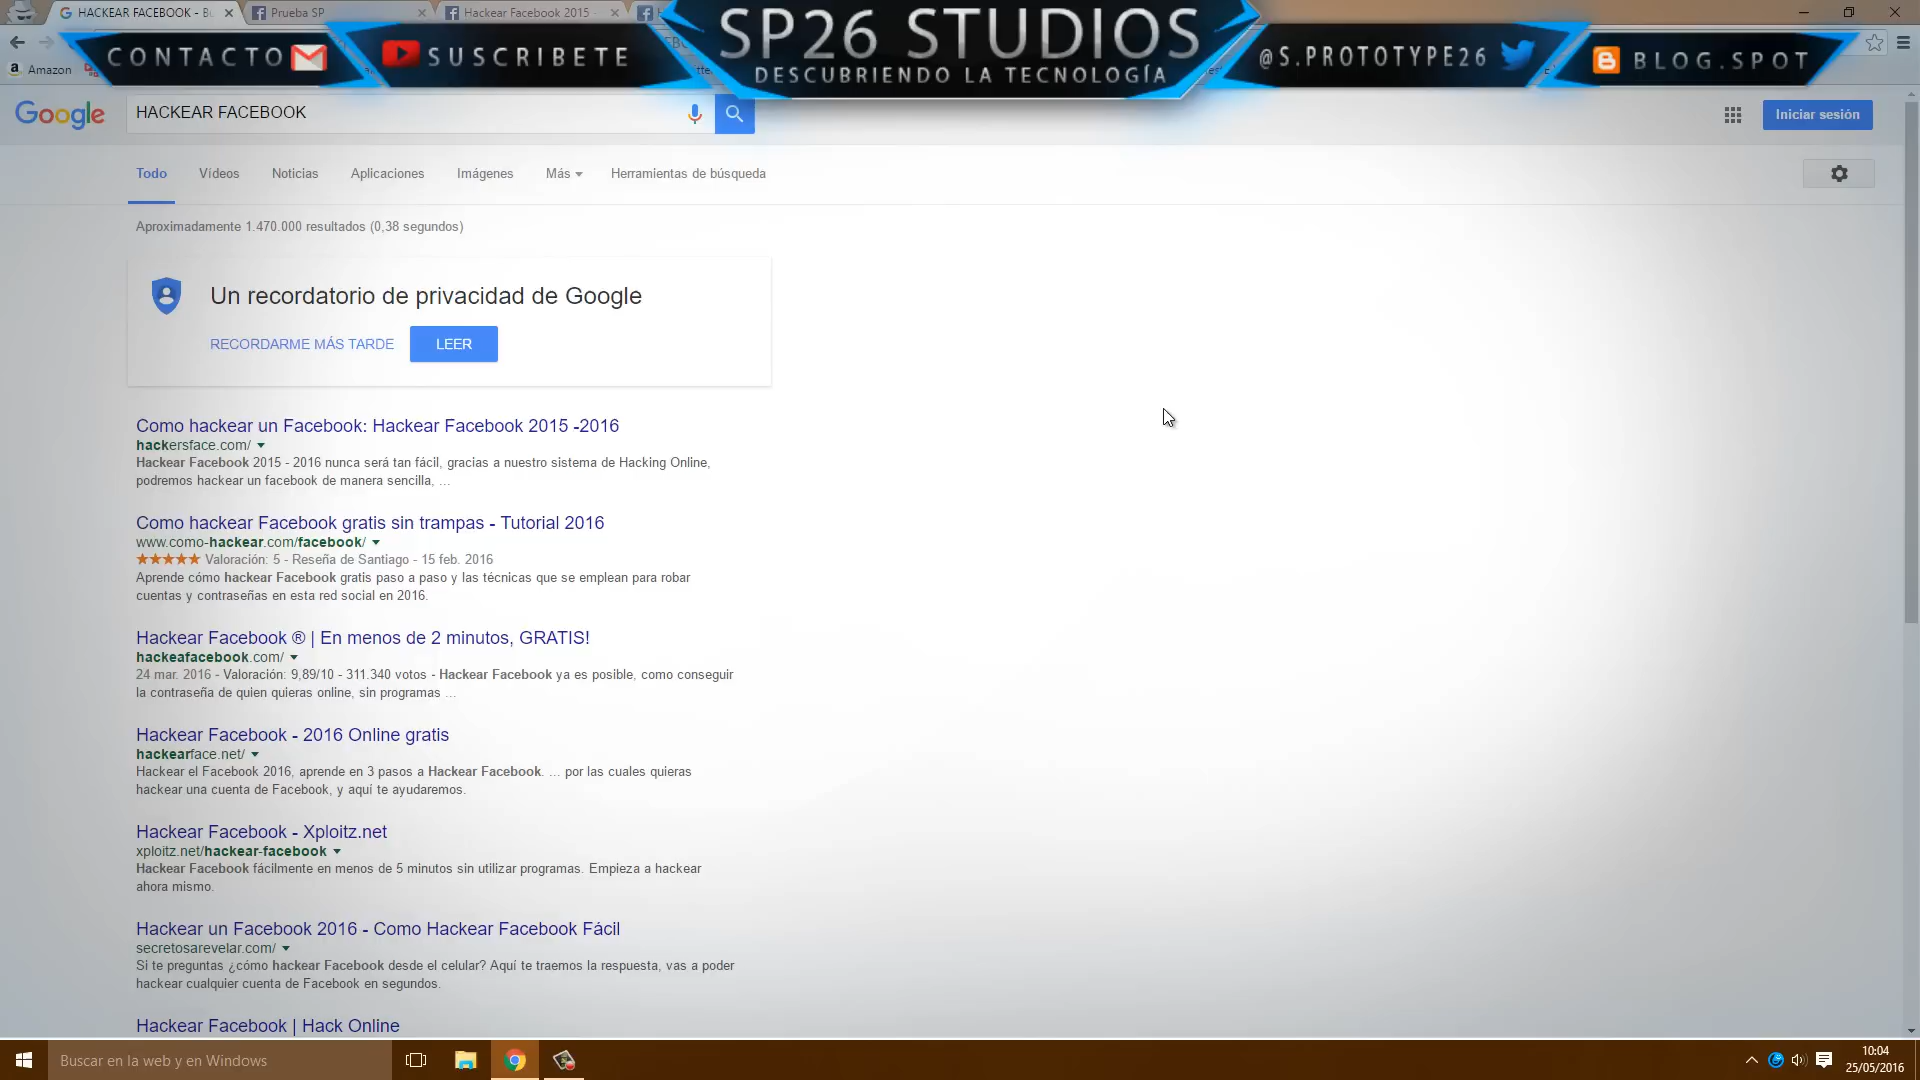 HACKEAR FACEBOOK - B
Prueba SP
Hackear Facebook 2015 -
SP26 STUDIOS
DESCUBRIENDO LA TECNOLOGÍA
CONTACTO
SUSCRIBETE
@S.PROTOTYPE26
BLOG.SPOT
Amazon
Google
HACKEAR FACEBOOK
Iniciar sesión
Todo
Vídeos
Noticias
Aplicaciones
Imágenes
Más
Herramientas de búsqueda
Aproximadamente 1.470.000 resultados (0,38 segundos)
Un recordatorio de privacidad de Google
RECORDARME MÁS TARDE
LEER
Como hackear un Facebook: Hackear Facebook 2015 -2016
hackersface.com/
Hackear Facebook 2015 - 2016 nunca será tan fácil, gracias a nuestro sistema de Hacking Online,
podremos hackear un facebook de manera sencilla, ...
Como hackear Facebook gratis sin trampas - Tutorial 2016
www.como-hackear.com/facebook/
Valoración: 5 - Reseña de Santiago - 15 feb. 2016
Aprende cómo hackear Facebook gratis paso a paso y las técnicas que se emplean para robar
cuentas y contraseñas en esta red social en 2016.
Hackear Facebook ® | En menos de 2 minutos, GRATIS!
hackeafacebook.com/
24 mar. 2016 - Valoración: 9,89/10 - 311.340 votos - Hackear Facebook ya es posible, como conseguir
la contraseña de quien quieras online, sin programas ...
Hackear Facebook - 2016 Online gratis
hackearface.net/
Hackear el Facebook 2016, aprende en 3 pasos a Hackear Facebook. ... por las cuales quieras
hackear una cuenta de Facebook, y aquí te ayudaremos.
Hackear Facebook - Xploitz.net
xploitz.net/hackear-facebook
Hackear Facebook fácilmente en menos de 5 minutos sin utilizar programas. Empieza a hackear
ahora mismo.
Hackear un Facebook 2016 - Como Hackear Facebook Fácil
secretosarevelar.com/
Si te preguntas ¿cómo hackear Facebook desde el celular? Aquí te traemos la respuesta, vas a poder
hackear cualquier cuenta de Facebook en segundos.
Hackear Facebook | Hack Online
Buscar en la web y en Windows
10:04
25/05/2016